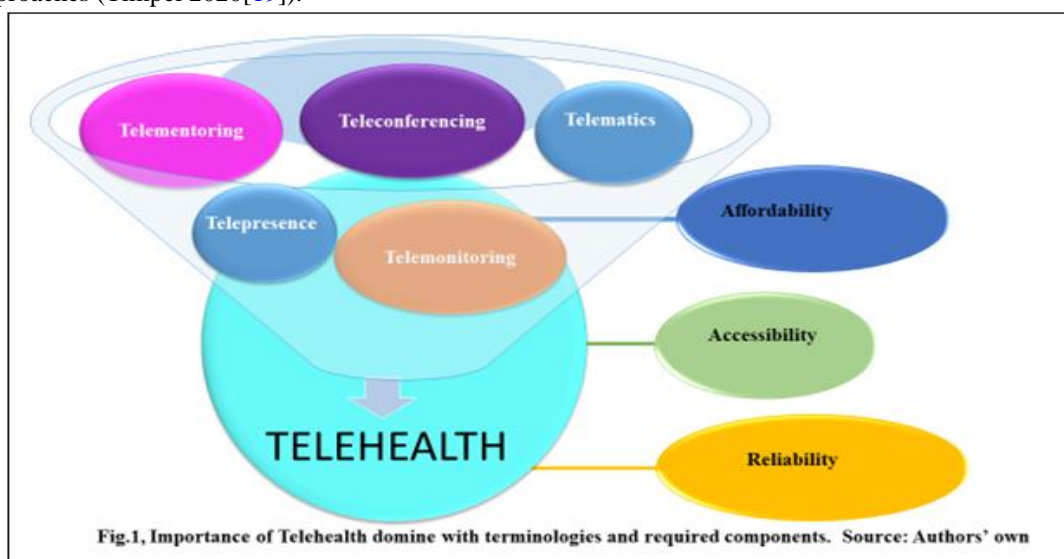 Telementoring
Teleconferencing
Telematics
Telepresence
Telemonitoring
Affordability
Accessibility
Reliability
TELEHEALTH
Fig.1, Importance of Telehealth domine with terminologies and required components. Source: Authors' own